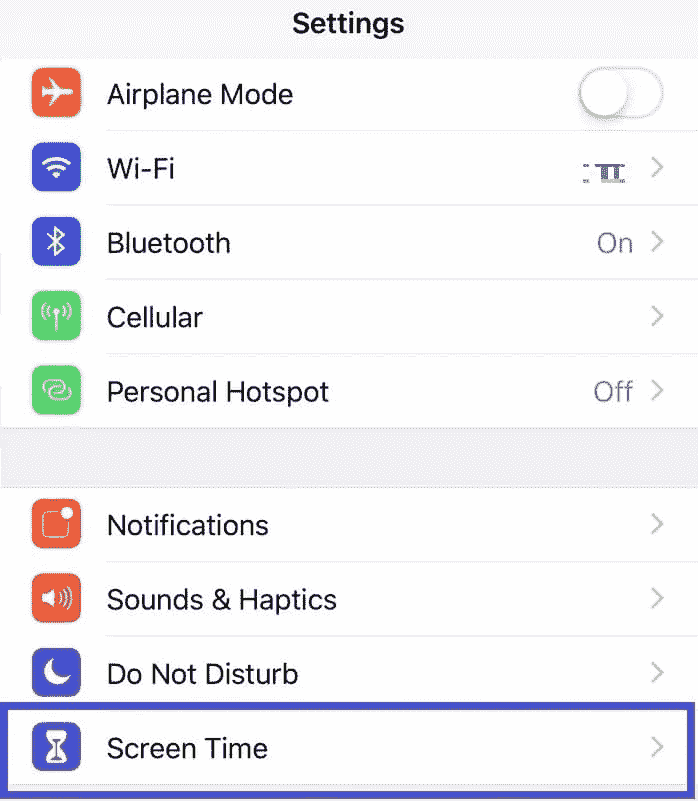 Settings
Airplane Mode
Wi-Fi
Bluetooth On
Cellular
Personal Hotspot Off
Notifications
Sounds & Haptics
Do Not Disturb
Screen Time